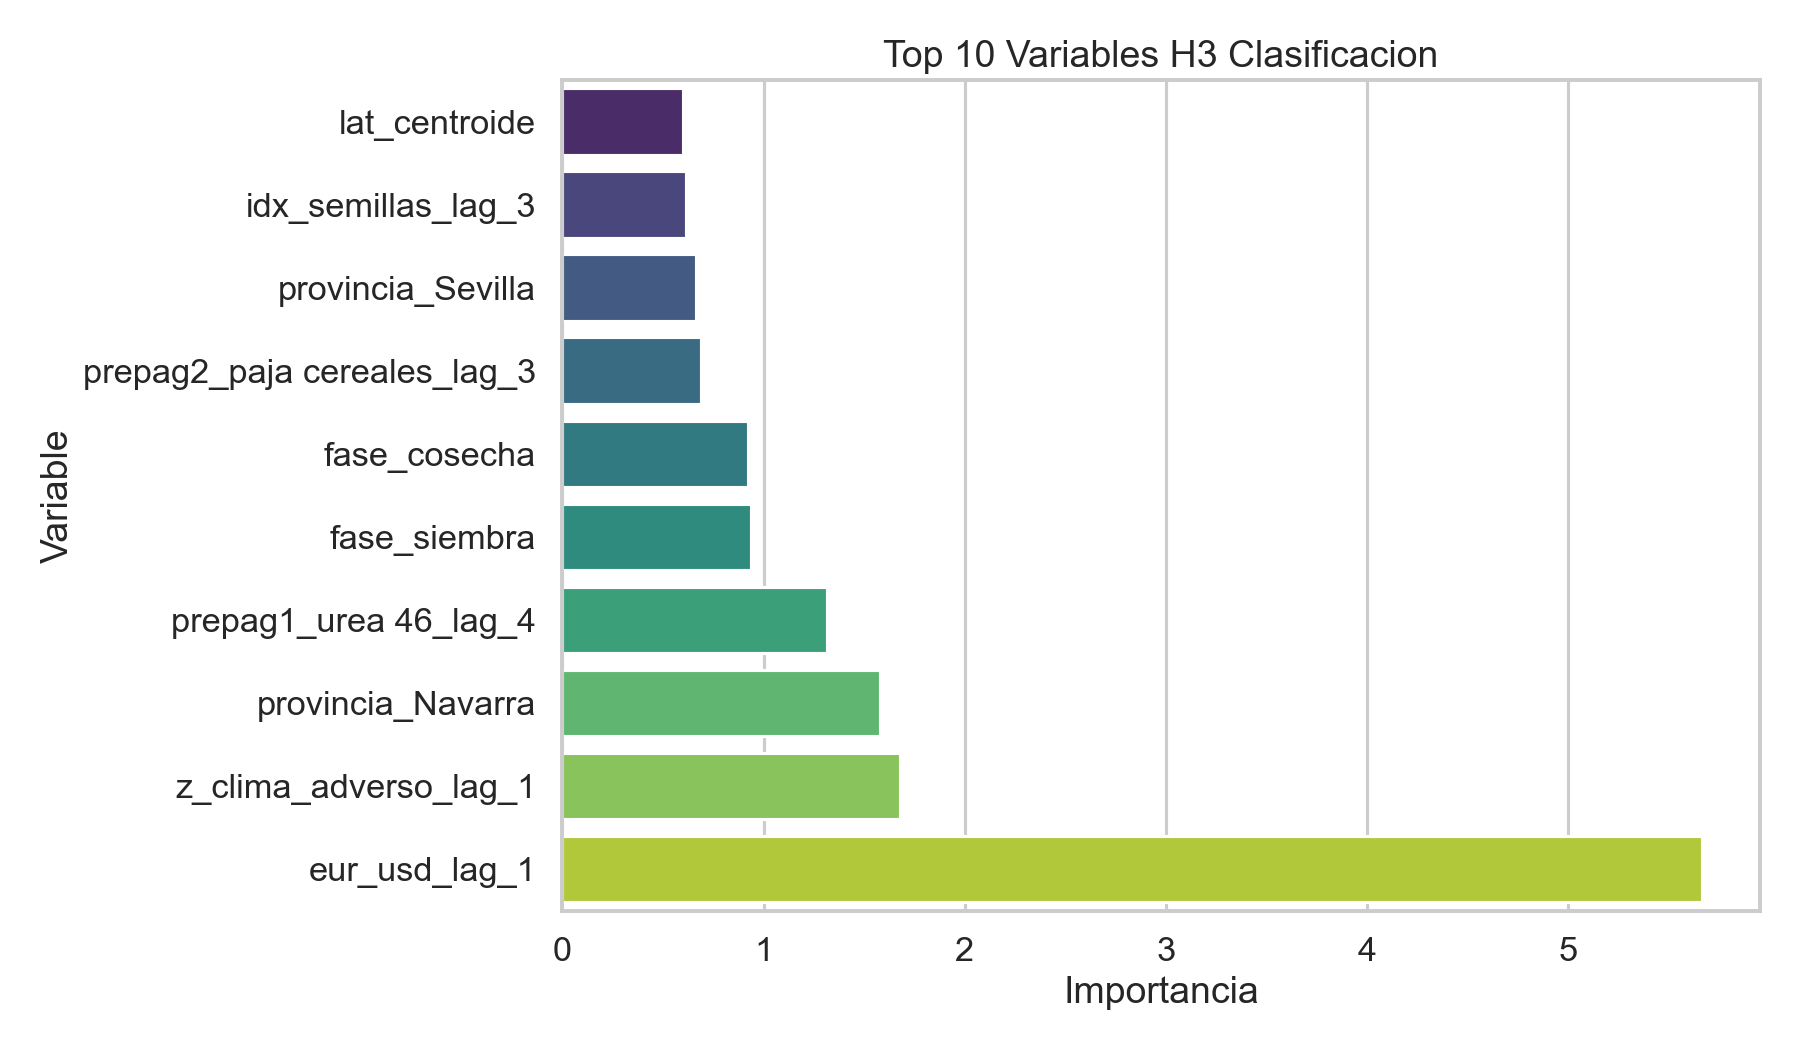 Top 10 Variables H3 Clasificacion
lat_centroide
idx_semillas_lag_3
provincia_Sevilla
prepag2_paja cereales_lag_3
fase_cosecha
fase_siembra
prepag1_urea 46_lag_4
provincia_Navarra
z_clima_adverso_lag_1
eur_usd_lag_1
Variable
0 1 2 3 4 5
Importancia